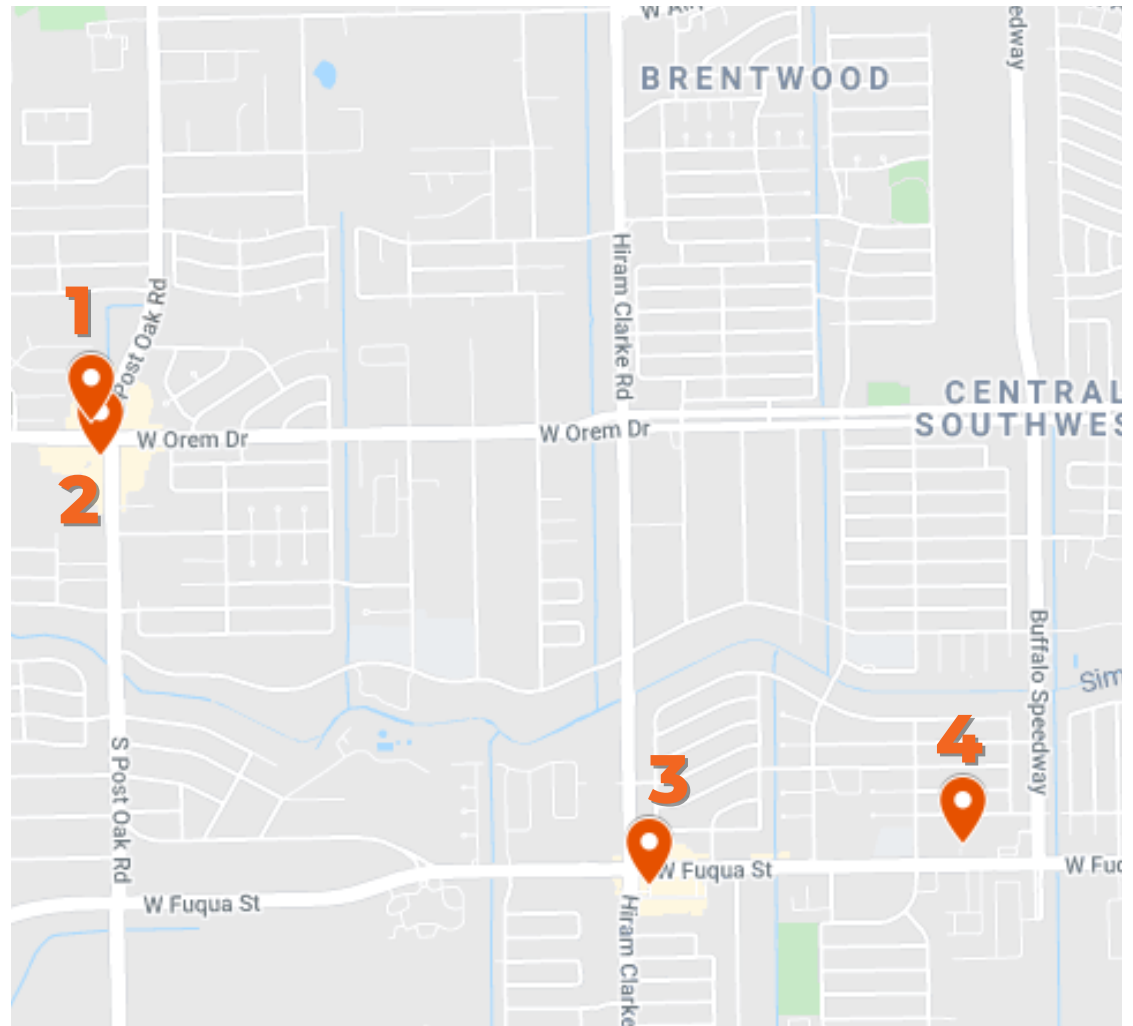 BRENTWOOD
edway
Hiram Clarke Rd
1
Post Oak Rd
CENTRAL
SOUTHWES
W Orem Dr
W Orem Dr
2
Buffalo Speedway
Sim
S Post Oak Rd
3
4
W Fuqua St
W Fuq
W Fuqua St
Hiram Clarke